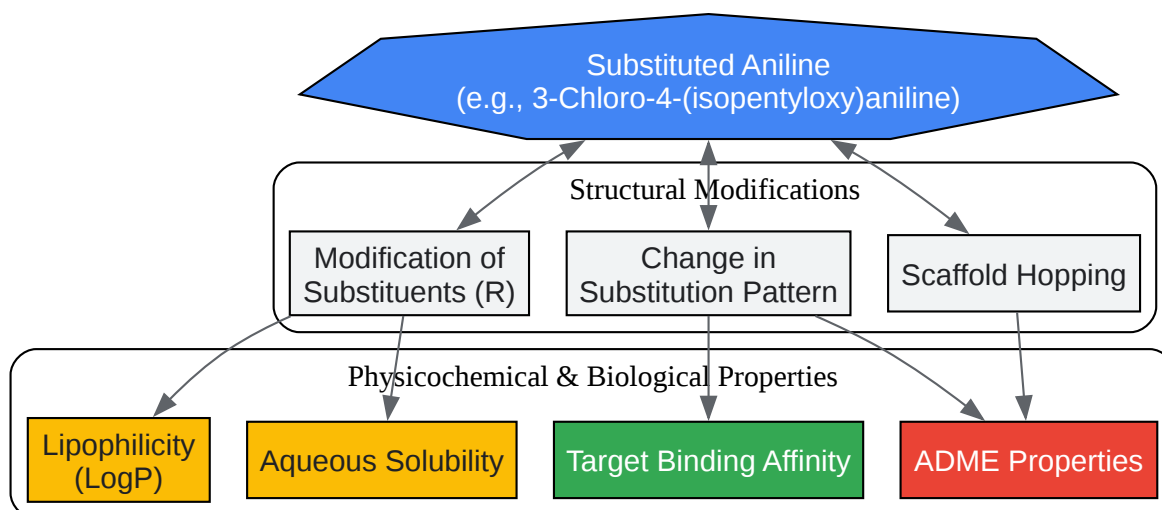 Substituted Aniline
(e.g., 3-Chloro-4-(isopentyloxy)aniline)
Structural Modifications
Modification of
Substituents (R)
Change in
Substitution Pattern
Scaffold Hopping
Physicochemical & Biological Properties
Lipophilicity
(LogP)
Aqueous Solubility
Target Binding Affinity
ADME Properties